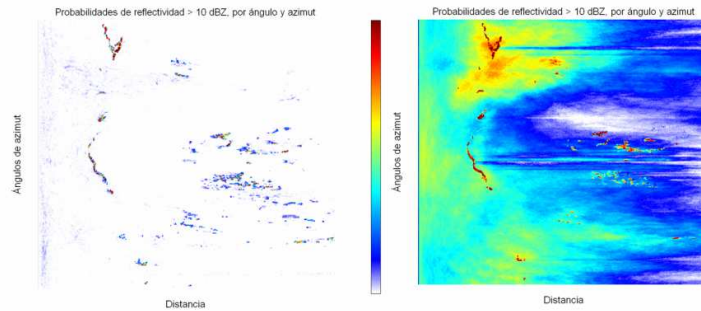 Probabilidades de reflectividad > 10 dBZ, por ángulo y azimut
Ángulos de azimut
Distancia
Probabilidades de reflectividad > 10 dBZ, por ángulo y azimut
Ángulos de azimut
Distancia